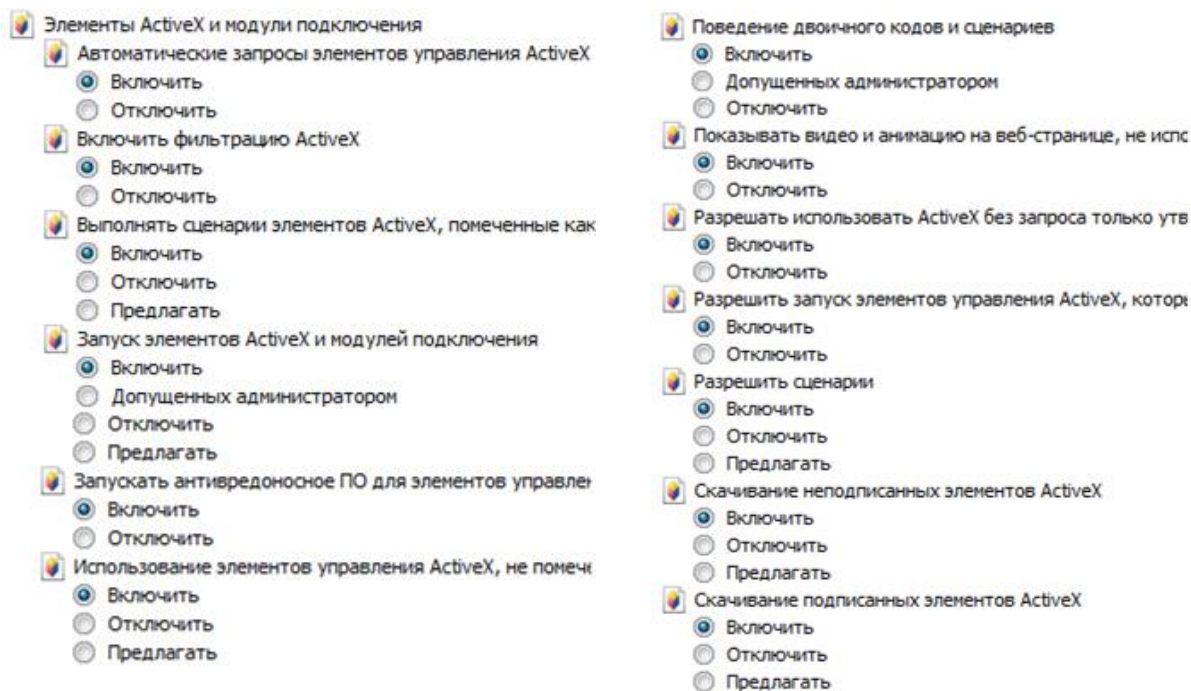 Элементы ActiveX и модули подключения
Автоматические запросы элементов управления ActiveX
Включить
Отключить
Включить фильтрацию ActiveX
Включить
Отключить
Выполнять сценарии элементов ActiveX, помеченные как
Включить
Отключить
Предлагать
Запуск элементов ActiveX и модулей подключения
Включить
Допущенных администратором
Отключить
Предлагать
Запускать антивредоносное ПО для элементов
Включить
Отключить
Использование элементов управления ActiveX, не
Включить
Отключить
Предлагать
Поведение двоичного кодов и сценариев
Включить
Допущенных администратором
Отключить
Показывать видео и анимацию на веб-странице, не
Включить
Отключить
Разрешать использовать ActiveX без запроса только
Включить
Отключить
Разрешить запуск элементов управления ActiveX,
Включить
Отключить
Разрешить сценарии
Включить
Отключить
Предлагать
Скачивание неподписанных элементов ActiveX
Включить
Отключить
Предлагать
Скачивание подписанных элементов ActiveX
Включить
Отключить
Предлагать